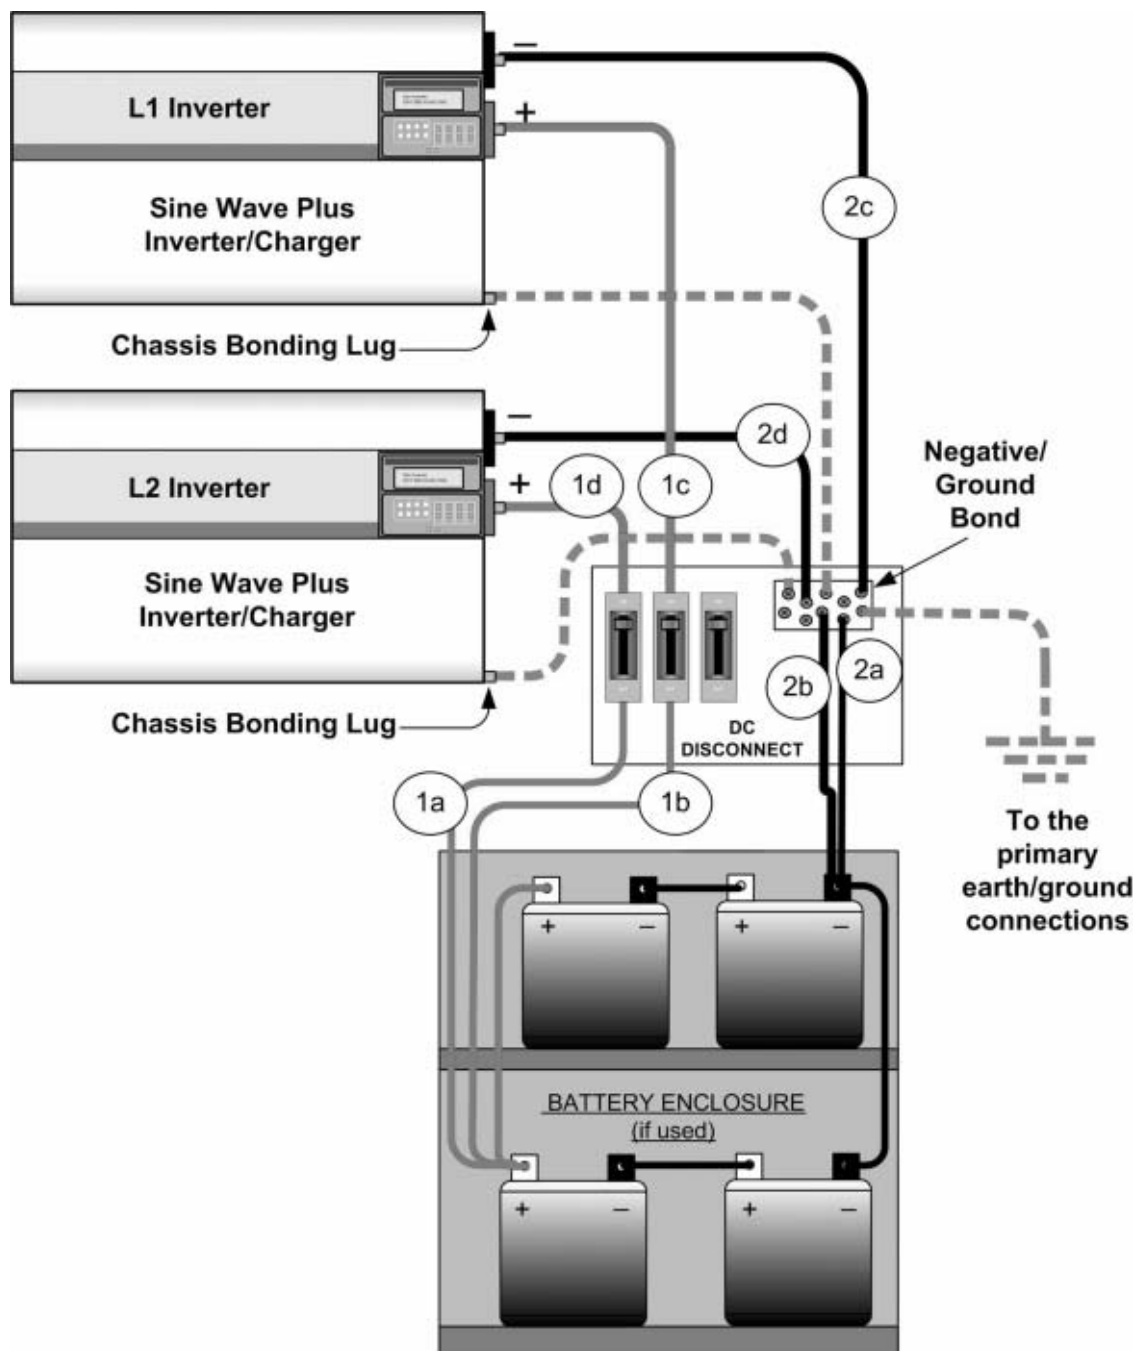 −
L1 Inverter
+
Sine Wave Plus
Inverter/Charger
2c
Chassis Bonding Lug
−
2d
L2 Inverter
+
1d
1c
Negative/
Ground
Bond
Sine Wave Plus
Inverter/Charger
2b
2a
Chassis Bonding Lug
DC
DISCONNECT
1a
1b
To the
primary
earth/ground
connections
+ −
+ −
BATTERY ENCLOSURE
(if used)
+ −
+ −